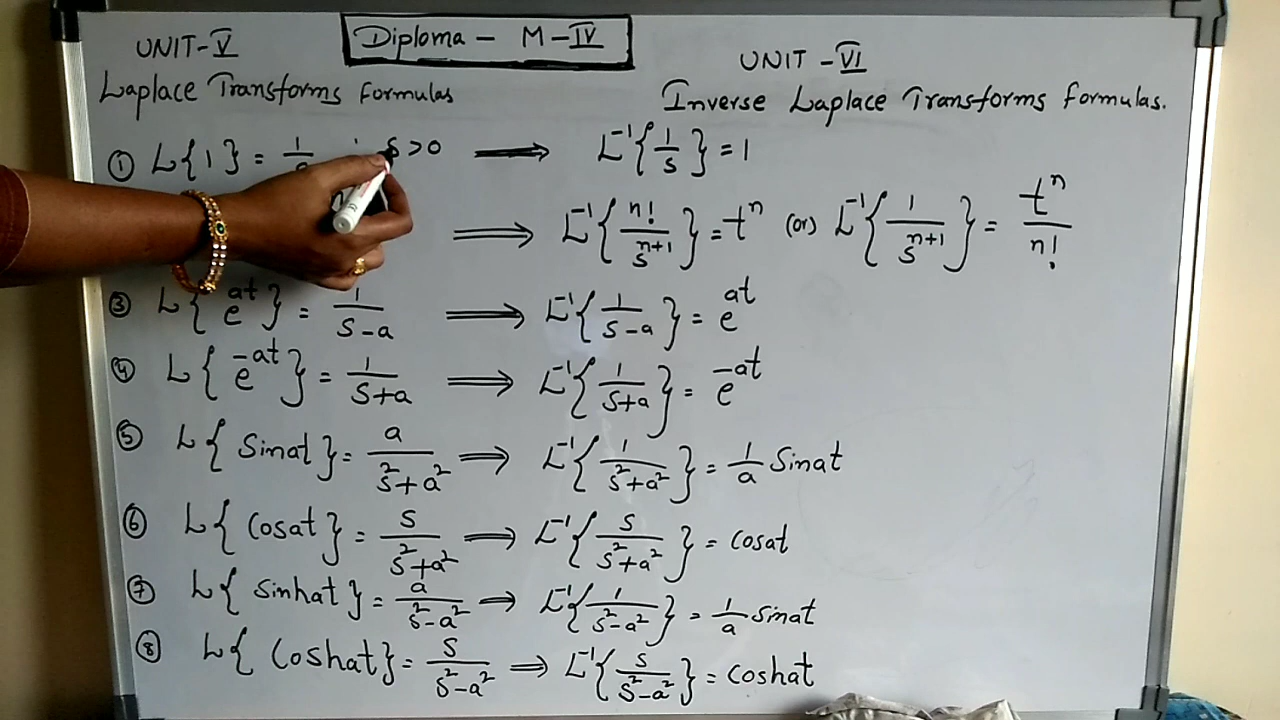 Diploma - M-IV
UNIT-V
UNIT-VI
Laplace Transforms formulas
Inverse Laplace Transforms formulas.
① L{1} = 1/s ; s>0 ⟹ L⁻¹{1/s} = 1
⟹ L⁻¹{n!/sⁿ⁺¹} = tⁿ (or) L⁻¹{1/sⁿ⁺¹} = tⁿ/n!
③ L{e^at} = 1/(s-a) ⟹ L⁻¹{1/(s-a)} = e^at
④ L{e^-at} = 1/(s+a) ⟹ L⁻¹{1/(s+a)} = e^-at
⑤ L{Sinat} = a/(s²+a²) ⟹ L⁻¹{1/(s²+a²)} = 1/a Sinat
⑥ L{Cosat} = s/(s²+a²) ⟹ L⁻¹{s/(s²+a²)} = Cosat
⑦ L{Sinhat} = a/(s²-a²) ⟹ L⁻¹{1/(s²-a²)} = 1/a Sinat
⑧ L{Coshat} = s/(s²-a²) ⟹ L⁻¹{s/(s²-a²)} = Coshat